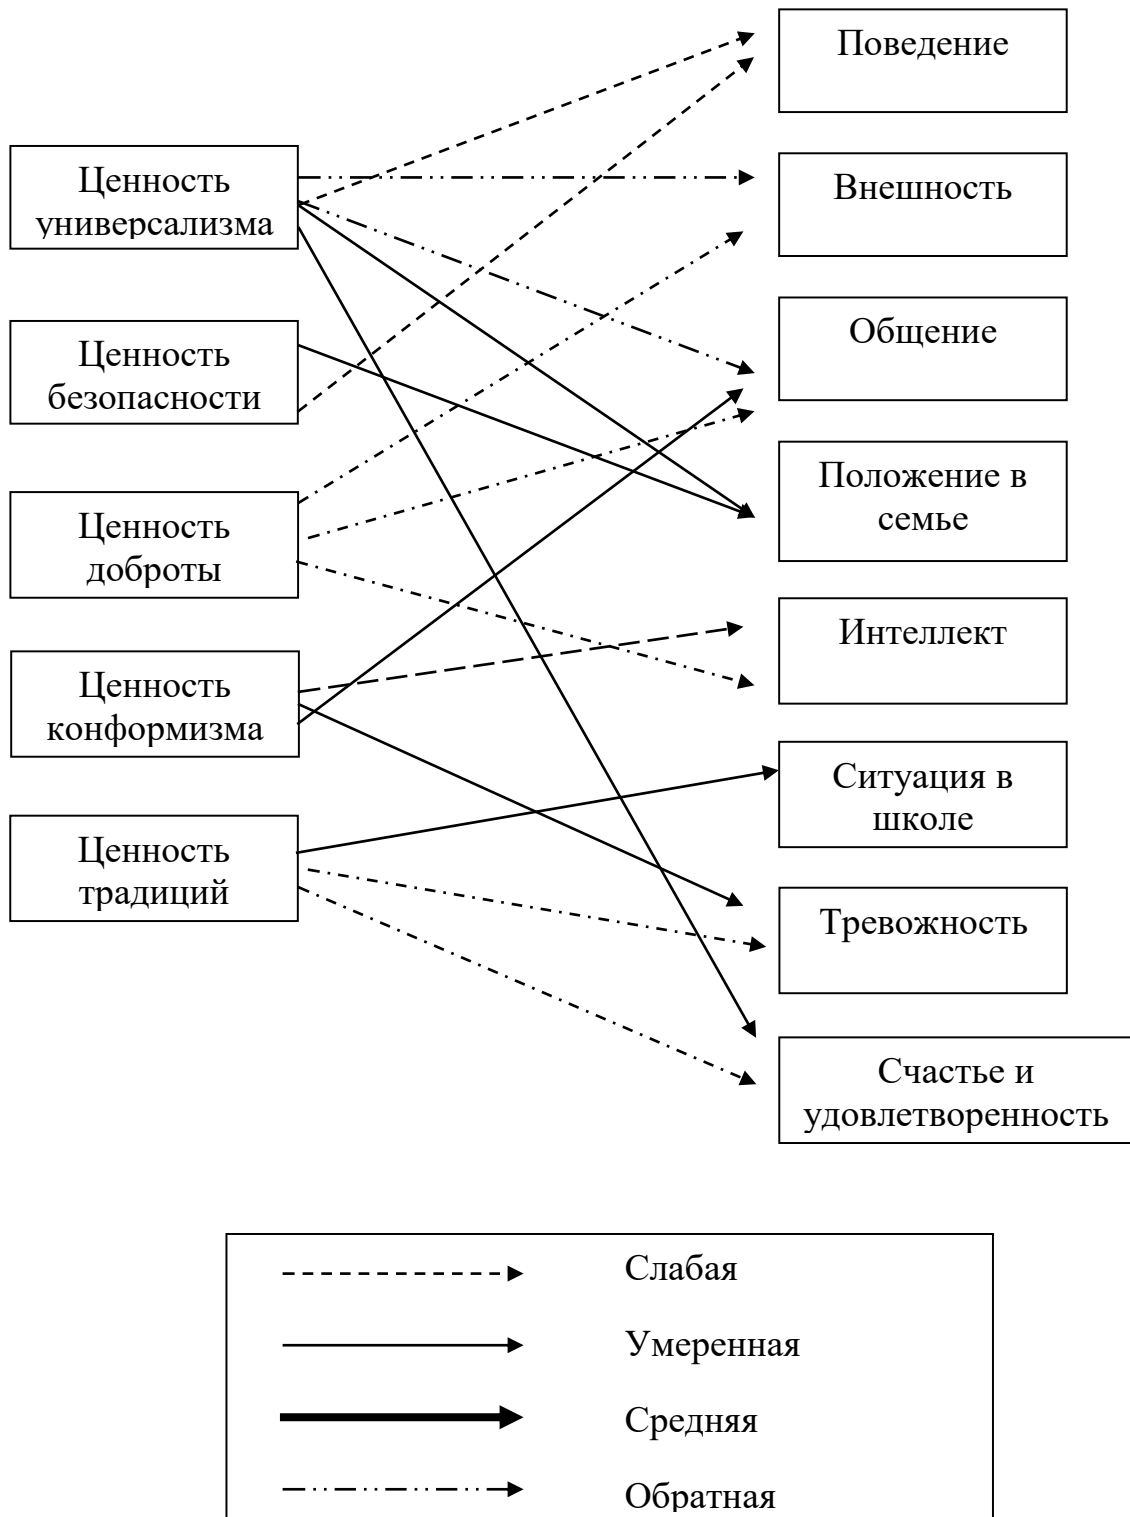 Поведение
Ценность
универсализма
Внешность
Ценность
безопасности
Общение
Ценность
доброты
Положение в
семье
Ценность
конформизма
Интеллект
Ценность
традиций
Ситуация в
школе
Тревожность
Счастье и
удовлетворенность
Слабая
Умеренная
Средняя
Обратная